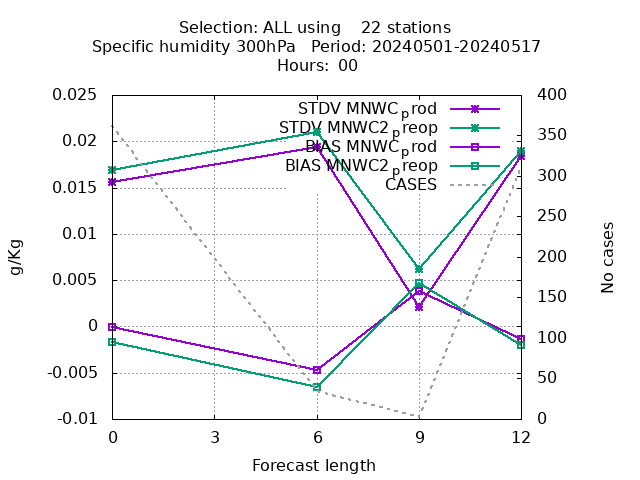 Selection: ALL using    22 stations
Specific humidity 300hPa   Period: 20240501-20240517
Hours:  00
0.025
0.02
0.015
0.01
0.005
0
-0.005
-0.01
g/Kg
STDV MNWC_prod
STDV MNWC2_preop
BIAS MNWC_prod
BIAS MNWC2_preop
CASES
400
350
300
250
200
150
100
50
0
No cases
0 3 6 9 12
Forecast length